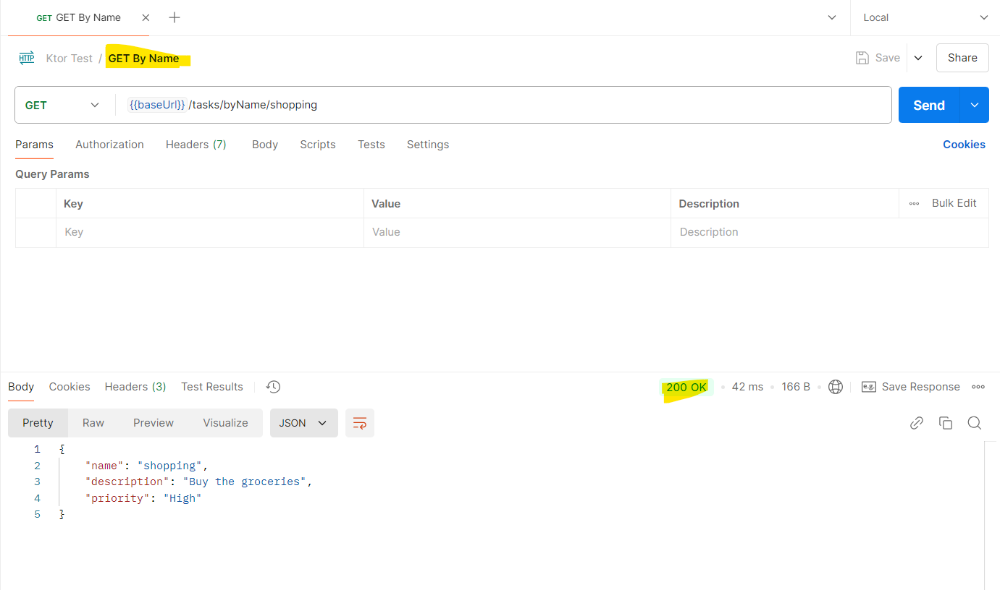 GET GET By Name
Local
HTTP Ktor Test / GET By Name Save Share
GET {{baseUrl}} /tasks/byName/shopping Send
Params Authorization Headers (7) Body Scripts Tests Settings Cookies
Query Params
Key Value Description Bulk Edit
Key Value Description
Body Cookies Headers (3) Test Results 200 OK 42 ms 166 B e.g. Save Response
Pretty Raw Preview Visualize JSON
1 {
2 "name": "shopping",
3 "description": "Buy the groceries",
4 "priority": "High"
5 }